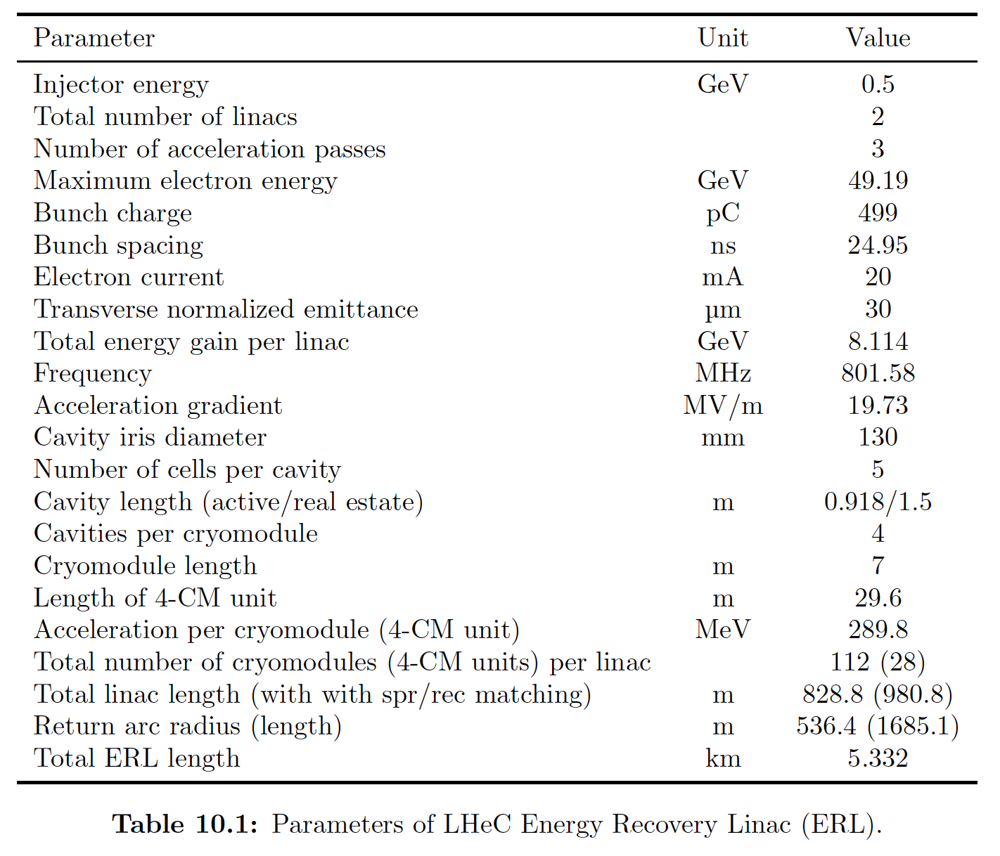 Parameter Unit Value
Injector energy GeV 0.5
Total number of linacs 2
Number of acceleration passes 3
Maximum electron energy GeV 49.19
Bunch charge pC 499
Bunch spacing ns 24.95
Electron current mA 20
Transverse normalized emittance µm 30
Total energy gain per linac GeV 8.114
Frequency MHz 801.58
Acceleration gradient MV/m 19.73
Cavity iris diameter mm 130
Number of cells per cavity 5
Cavity length (active/real estate) m 0.918/1.5
Cavities per cryomodule 4
Cryomodule length m 7
Length of 4-CM unit m 29.6
Acceleration per cryomodule (4-CM unit) MeV 289.8
Total number of cryomodules (4-CM units) per linac 112 (28)
Total linac length (with with spr/rec matching) m 828.8 (980.8)
Return arc radius (length) m 536.4 (1685.1)
Total ERL length km 5.332
Table 10.1: Parameters of LHeC Energy Recovery Linac (ERL).